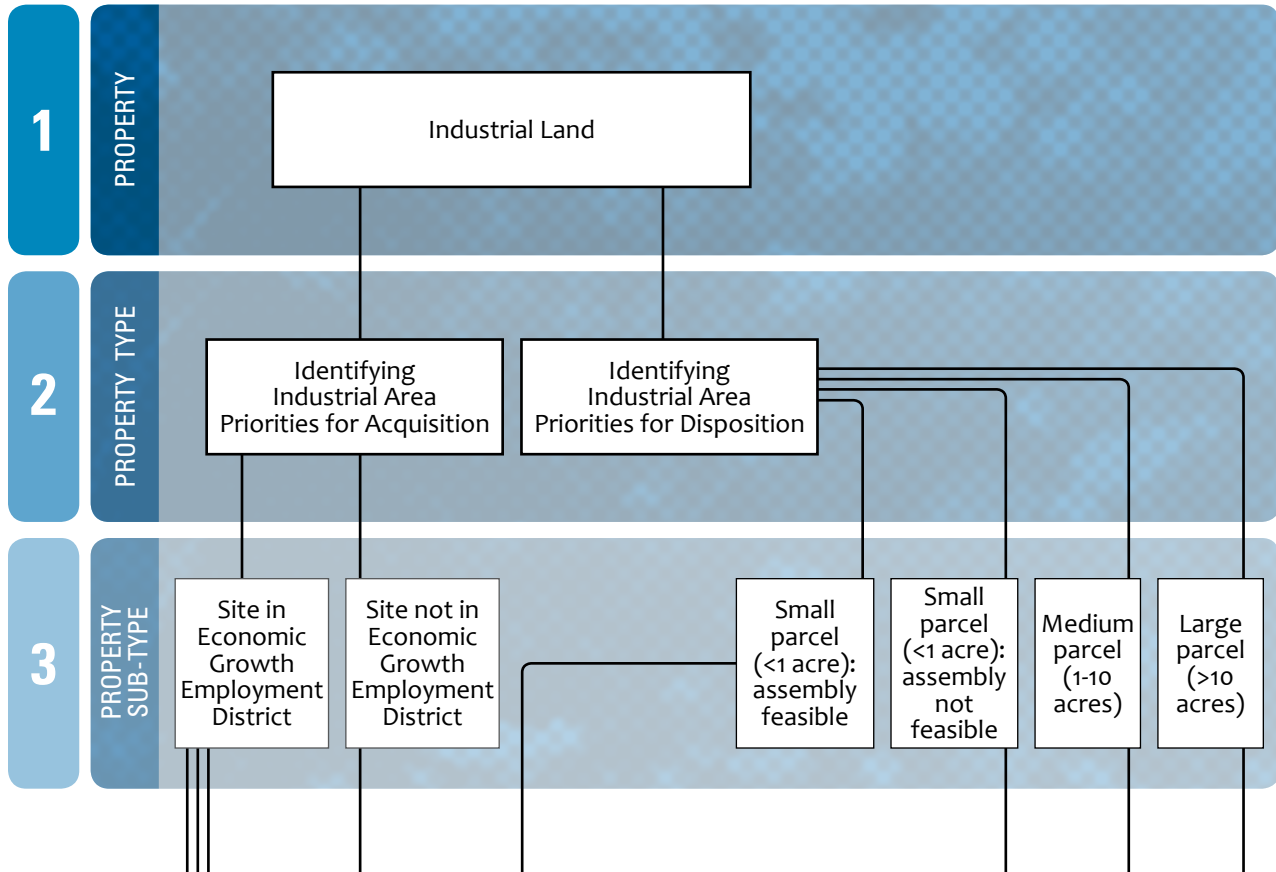 1
PROPERTY
Industrial Land
2
PROPERTY TYPE
Identifying
Industrial Area
Priorities for Acquisition
Identifying
Industrial Area
Priorities for Disposition
3
PROPERTY
SUB-TYPE
Site in
Economic
Growth
Employment
District
Site not in
Economic
Growth
Employment
District
Small
parcel
(<1 acre):
assembly
feasible
Small
parcel
(<1 acre):
assembly
not
feasible
Medium
parcel
(1-10
acres)
Large
parcel
(>10
acres)